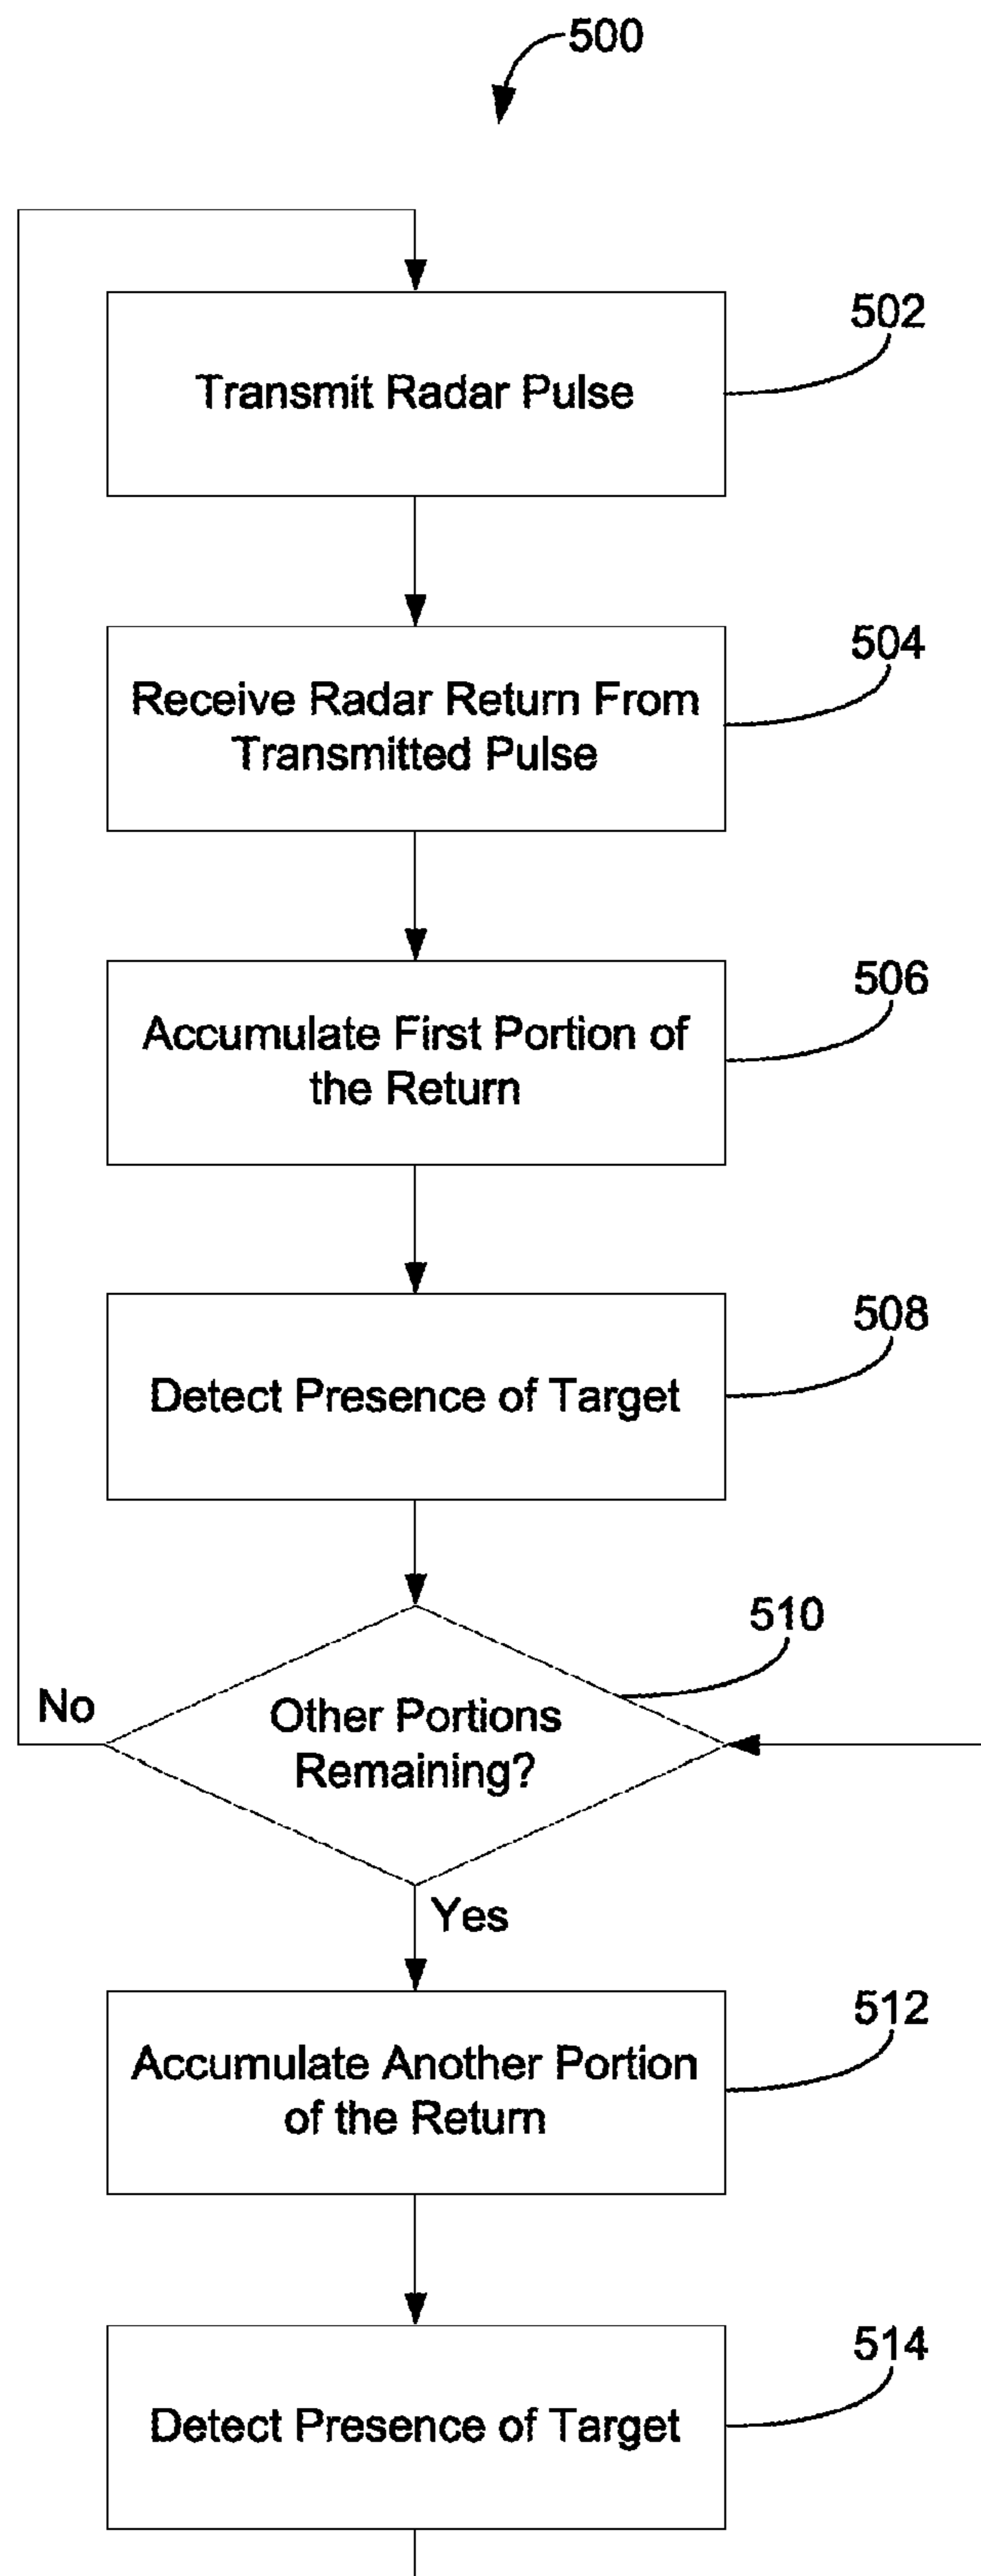 500
Transmit Radar Pulse
502
Receive Radar Return From
Transmitted Pulse
504
Accumulate First Portion of
the Return
506
Detect Presence of Target
508
Other Portions
Remaining?
510
No
Yes
Accumulate Another Portion
of the Return
512
Detect Presence of Target
514